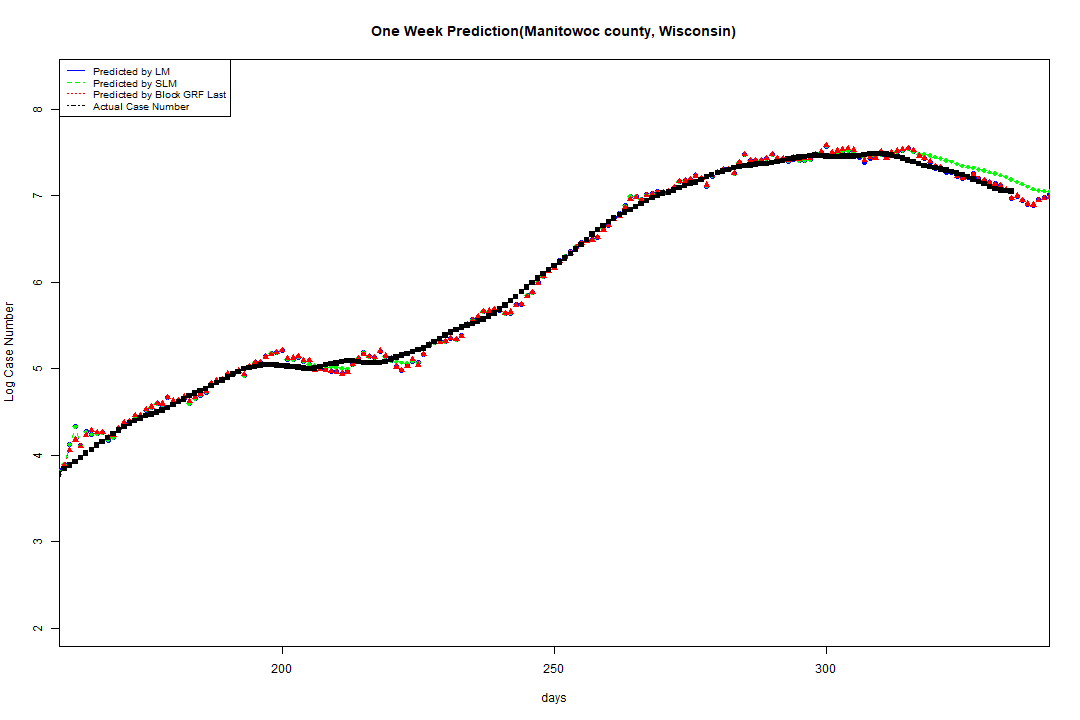 One Week Prediction(Manitowoc county, Wisconsin)
Predicted by LM
Predicted by SLM
Predicted by Block GRF Last
Actual Case Number
8
7
6
5
4
3
2
Log Case Number
200 250 300
days